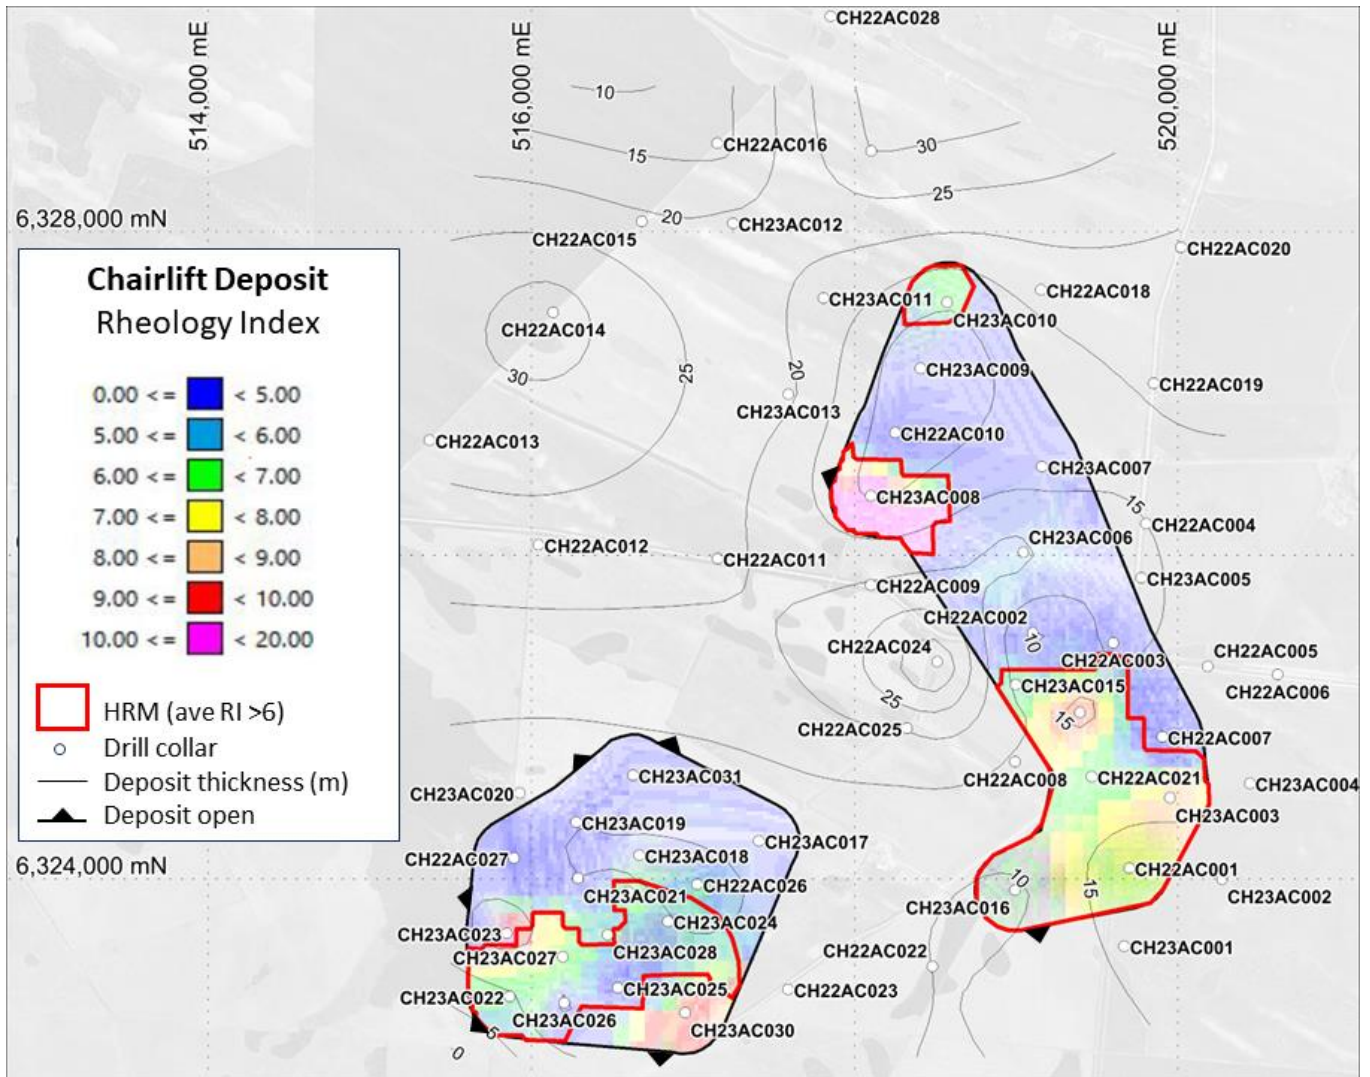 CH22AC028
514,000 mE
516,000 mE
520,000 mE
10
15
CH22AC016
30
25
20
CH23AC012
6,328,000 mN
CH22AC015
CH22AC020
Chairlift Deposit
Rheology Index
0.00 <= < 5.00
5.00 <= < 6.00
6.00 <= < 7.00
7.00 <= < 8.00
8.00 <= < 9.00
9.00 <= < 10.00
10.00 <= < 20.00
HRM (ave RI >6)
Drill collar
Deposit thickness (m)
Deposit open
CH22AC018
CH23AC011
CH23AC010
CH22AC014
30
25
20
CH23AC009
CH22AC019
CH23AC013
CH22AC013
CH22AC010
CH23AC007
CH23AC008
15
CH22AC004
CH23AC006
CH22AC012
CH22AC011
CH23AC005
CH22AC009
CH22AC002
10
CH22AC024
CH22AC003
CH22AC005
CH22AC006
CH23AC015
25
15
CH22AC025
CH22AC007
CH23AC031
CH22AC008
CH22AC021
CH23AC004
CH23AC020
CH23AC003
CH23AC019
CH23AC017
6,324,000 mN
CH22AC027
CH23AC018
CH22AC026
CH22AC001
10
15
CH23AC021
CH23AC002
CH23AC016
CH23AC024
CH23AC023
CH23AC028
CH22AC022
CH23AC001
CH23AC027
CH23AC025
CH22AC023
CH23AC022
CH23AC026
CH23AC030
5
0